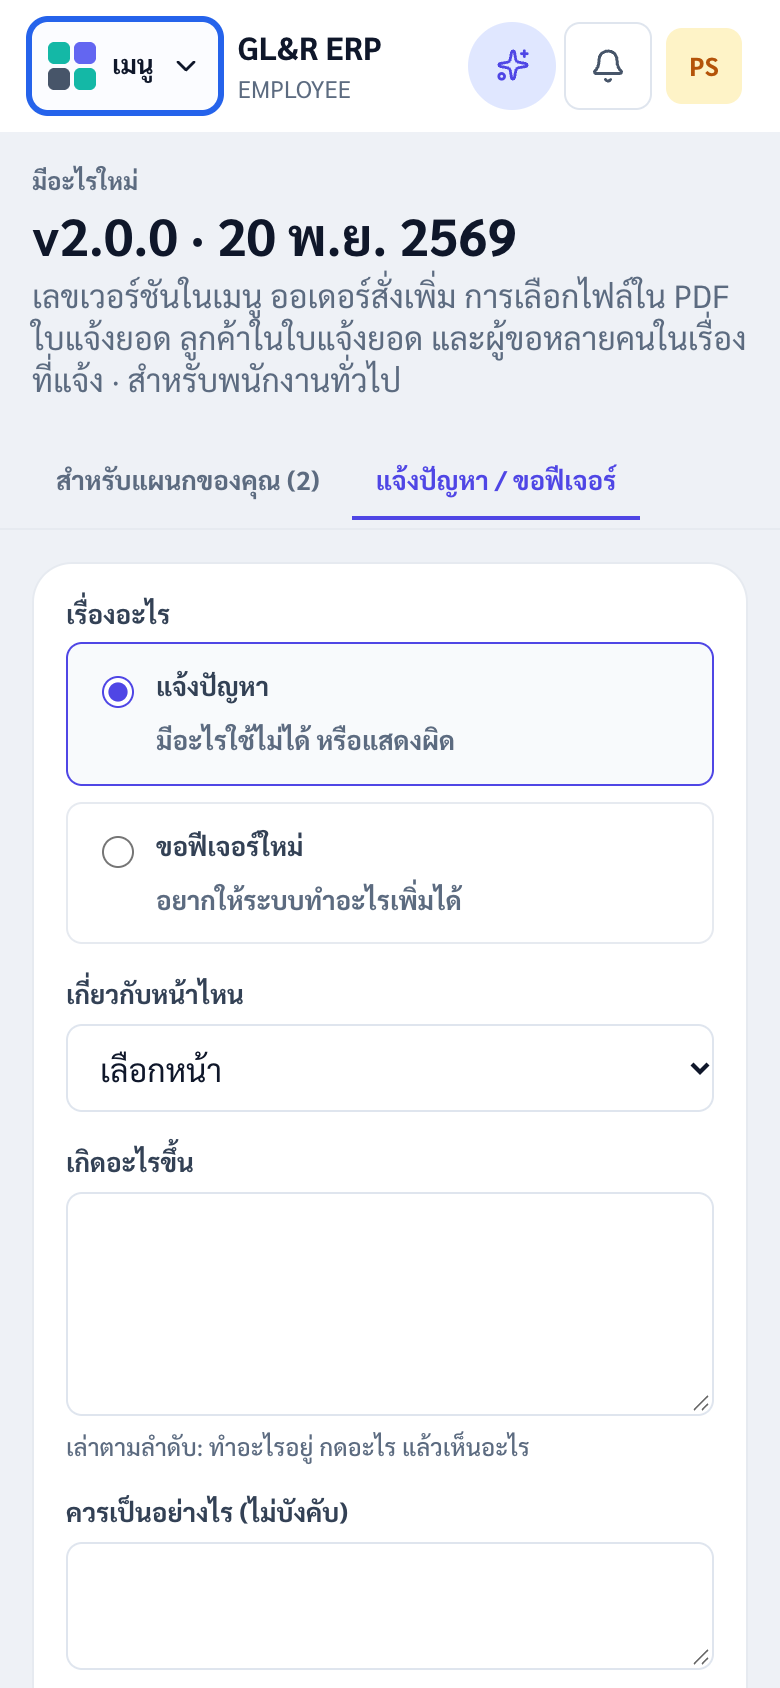 เมนู
GL&R ERP
EMPLOYEE
PS
มีอะไรใหม่
v2.0.0 · 20 พ.ย. 2569
เลขเวอร์ชันในเมนู ออเดอร์สั่งเพิ่ม การเลือกไฟล์ใน PDF
ใบแจ้งยอด ลูกค้าในใบแจ้งยอด และผู้ขอหลายคนในเรื่อง
ที่แจ้ง · สำหรับพนักงานทั่วไป
สำหรับแผนกของคุณ (2)
แจ้งปัญหา / ขอฟีเจอร์
เรื่องอะไร
แจ้งปัญหา
มีอะไรใช้ไม่ได้ หรือแสดงผิด
ขอฟีเจอร์ใหม่
อยากให้ระบบทำอะไรเพิ่มได้
เกี่ยวกับหน้าไหน
เลือกหน้า
เกิดอะไรขึ้น
เล่าตามลำดับ: ทำอะไรอยู่ กดอะไร แล้วเห็นอะไร
ควรเป็นอย่างไร (ไม่บังคับ)